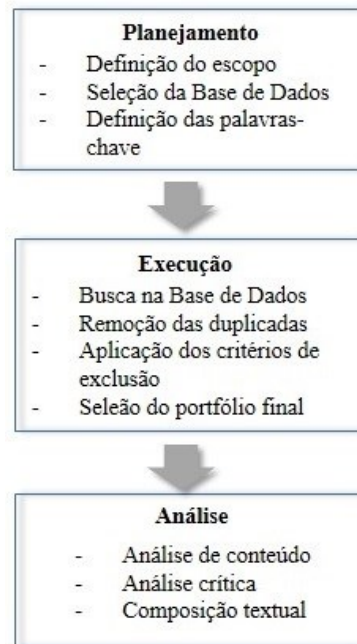 Planejamento
- Definição do escopo
- Seleção da Base de Dados
- Definição das palavras-
chave
Execução
- Busca na Base de Dados
- Remoção das duplicadas
- Aplicação dos critérios de
exclusão
- Seleão do portfólio final
Análise
- Análise de conteúdo
- Análise crítica
- Composição textual